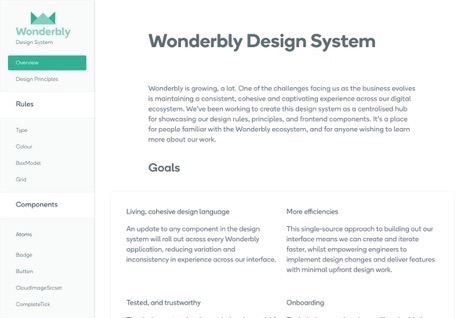 Wonderbly
Design System
Overview
Design Principles
Rules
Type
Colour
BoxModel
Grid
Components
Atoms
Badge
Button
CloudImageSrcset
CompleteTick
Wonderbly Design System
Wonderbly is growing, a lot. One of the challenges facing us as the business evolves
is maintaining a consistent, cohesive and captivating experience across our digital
ecosystem. We've been working to create this design system as a centralised hub
for showcasing our design rules, principles, and frontend components. It's a place
for people familiar with the Wonderbly ecosystem, and for anyone wishing to learn
more about our work.
Goals
Living, cohesive design language
An update to any component in the design
system will roll out across every Wonderbly
application, reducing variation and
inconsistency in experience across our interface.
More efficiencies
This single-source approach to building out our
interface means we can create and iterate
faster, whilst empowering engineers to
implement design changes and deliver features
with minimal upfront design work.
Tested, and trustworthy
Onboarding